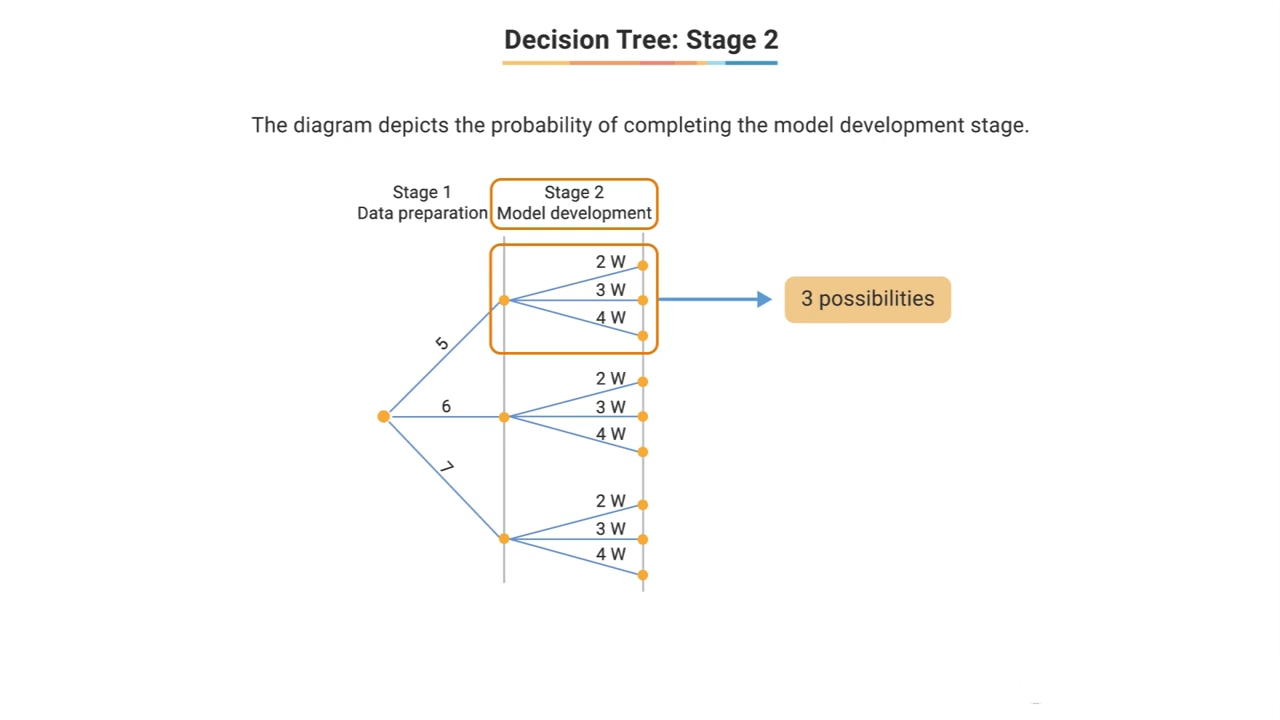 Decision Tree: Stage 2
The diagram depicts the probability of completing the model development stage.
Stage 1
Data preparation
Stage 2
Model development
2 W
3 W
4 W
3 possibilities
5
6
7
2 W
3 W
4 W
2 W
3 W
4 W